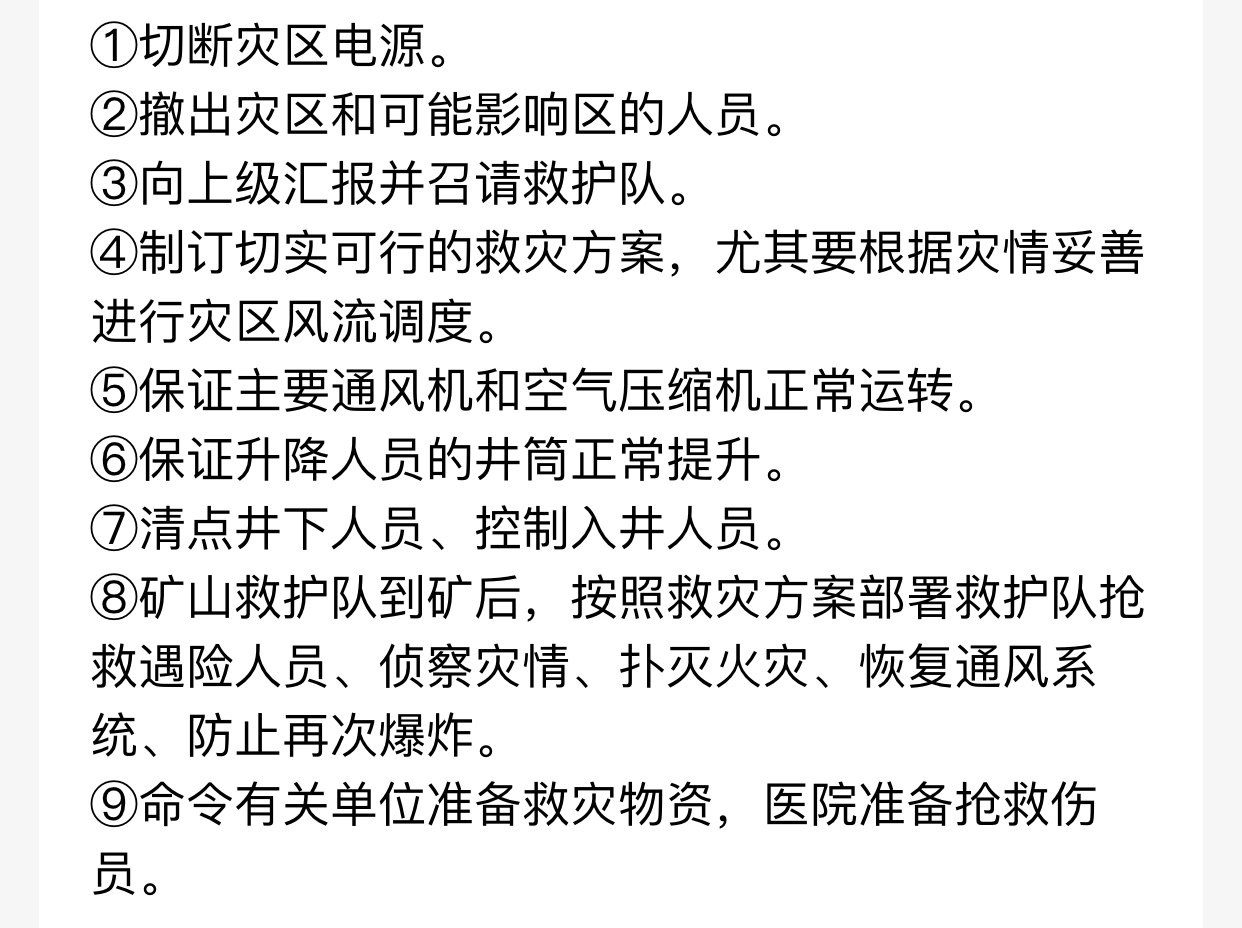 ①切断灾区电源。
②撤出灾区和可能影响区的人员。
③向上级汇报并召请救护队。
④制订切实可行的救灾方案，尤其要根据灾情妥善
进行灾区风流调度。
⑤保证主要通风机和空气压缩机正常运转。
⑥保证升降人员的井筒正常提升。
⑦清点井下人员、控制入井人员。
⑧矿山救护队到矿后，按照救灾方案部署救护队抢
救遇险人员、侦察灾情、扑灭火灾、恢复通风系
统、防止再次爆炸。
⑨命令有关单位准备救灾物资，医院准备抢救伤
员。